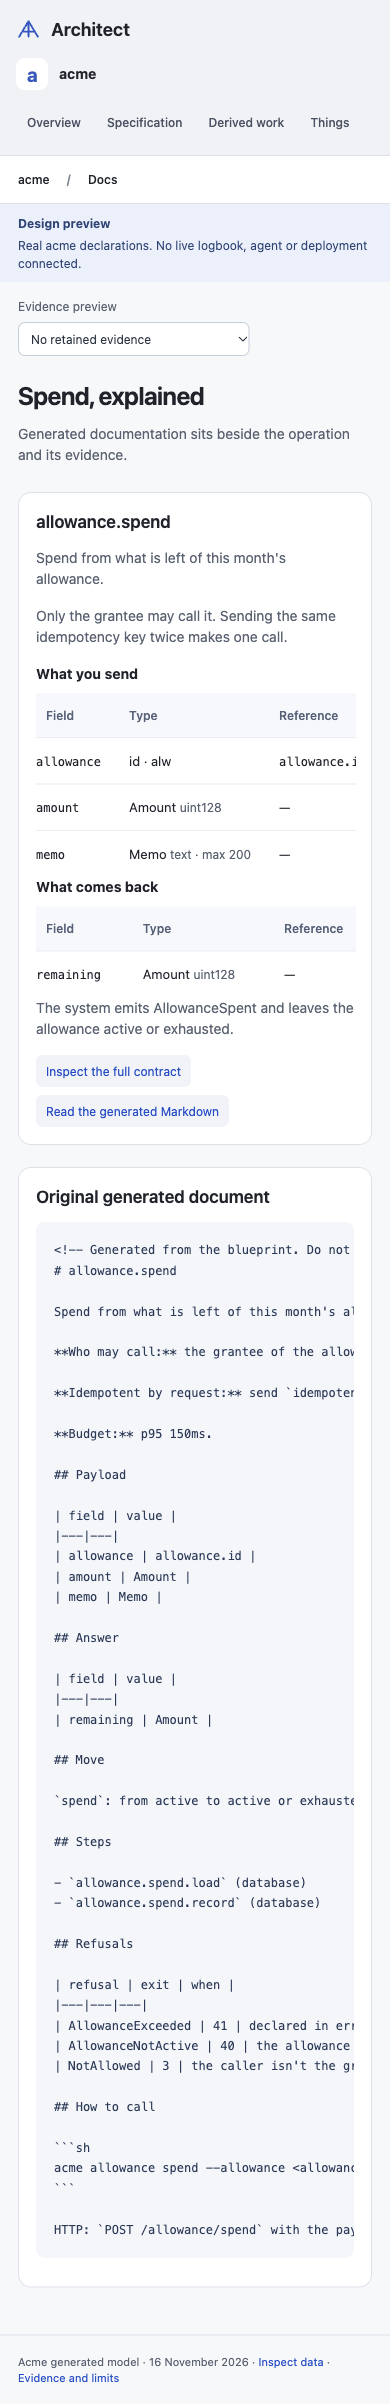 Architect
a acme
Overview Specification Derived work Things
acme / Docs
Design preview
Real acme declarations. No live logbook, agent or deployment
connected.
Evidence preview
No retained evidence
Spend, explained
Generated documentation sits beside the operation
and its evidence.
allowance.spend
Spend from what is left of this month's
allowance.
Only the grantee may call it. Sending the same
idempotency key twice makes one call.
What you send
Field Type Reference
allowance id · alw allowance.i
amount Amount uint128 —
memo Memo text · max 200 —
What comes back
Field Type Reference
remaining Amount uint128 —
The system emits AllowanceSpent and leaves the
allowance active or exhausted.
Inspect the full contract
Read the generated Markdown
Original generated document
<!-- Generated from the blueprint. Do not
# allowance.spend
Spend from what is left of this month's al
**Who may call:** the grantee of the allow
**Idempotent by request:** send `idempoten
**Budget:** p95 150ms.
## Payload
| field | value |
|---|---|
| allowance | allowance.id |
| amount | Amount |
| memo | Memo |
## Answer
| field | value |
|---|---|
| remaining | Amount |
## Move
`spend`: from active to active or exhauste
## Steps
- `allowance.spend.load` (database)
- `allowance.spend.record` (database)
## Refusals
| refusal | exit | when |
|---|---|---|
| AllowanceExceeded | 41 | declared in err
| AllowanceNotActive | 40 | the allowance
| NotAllowed | 3 | the caller isn't the gr
## How to call
```sh
acme allowance spend --allowance <allowanc
```
HTTP: `POST /allowance/spend` with the pay
Acme generated model · 16 November 2026 · Inspect data ·
Evidence and limits